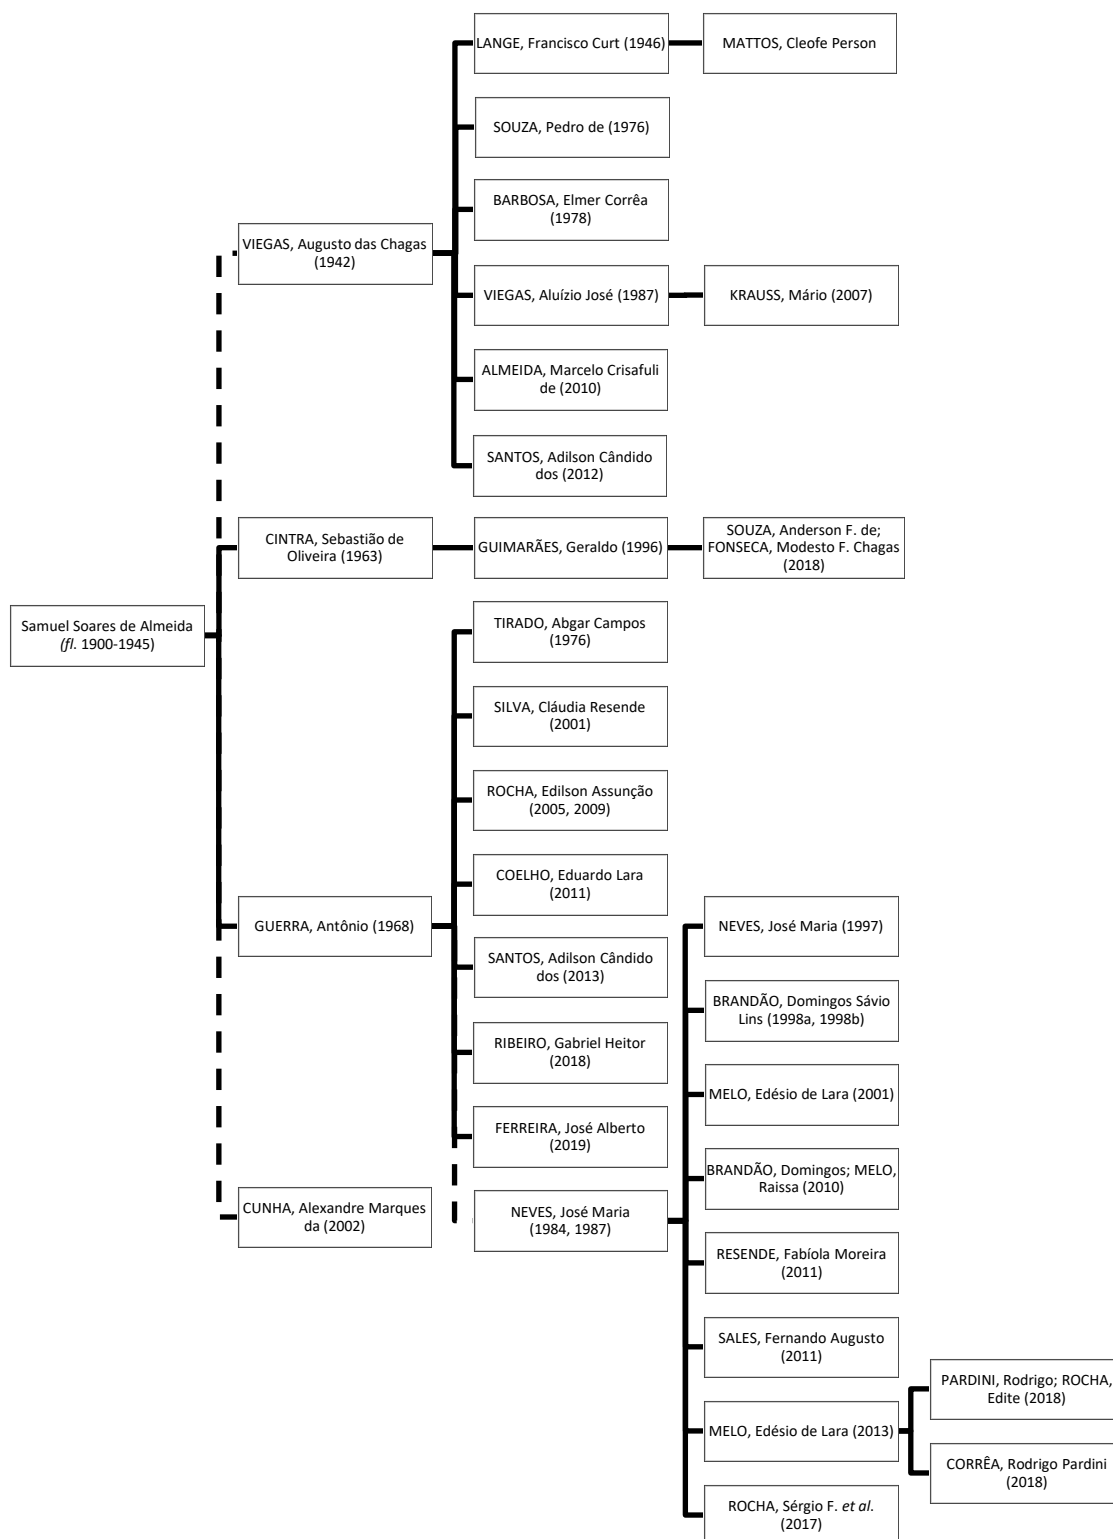 LANGE, Francisco Curt (1946)
MATTOS, Cleofe Person
SOUZA, Pedro de (1976)
BARBOSA, Elmer Corrêa
(1978)
VIEGAS, Augusto das Chagas
(1942)
VIEGAS, Aluízio José (1987)
KRAUSS, Mário (2007)
ALMEIDA, Marcelo Crisafuli
de (2010)
SANTOS, Adilson Cândido
dos (2012)
CINTRA, Sebastião de
Oliveira (1963)
GUIMARÃES, Geraldo (1996)
SOUZA, Anderson F. de;
FONSECA, Modesto F. Chagas
(2018)
Samuel Soares de Almeida
(fl. 1900-1945)
TIRADO, Abgar Campos
(1976)
SILVA, Cláudia Resende
(2001)
ROCHA, Edilson Assunção
(2005, 2009)
COELHO, Eduardo Lara
(2011)
GUERRA, Antônio (1968)
NEVES, José Maria (1997)
SANTOS, Adilson Cândido
dos (2013)
BRANDÃO, Domingos Sávio
Lins (1998a, 1998b)
RIBEIRO, Gabriel Heitor
(2018)
MELO, Edésio de Lara (2001)
FERREIRA, José Alberto
(2019)
BRANDÃO, Domingos; MELO,
Raissa (2010)
CUNHA, Alexandre Marques
da (2002)
NEVES, José Maria
(1984, 1987)
RESENDE, Fabíola Moreira
(2011)
SALES, Fernando Augusto
(2011)
PARDINI, Rodrigo; ROCHA,
Edite (2018)
MELO, Edésio de Lara (2013)
CORRÊA, Rodrigo Pardini
(2018)
ROCHA, Sérgio F. et al.
(2017)